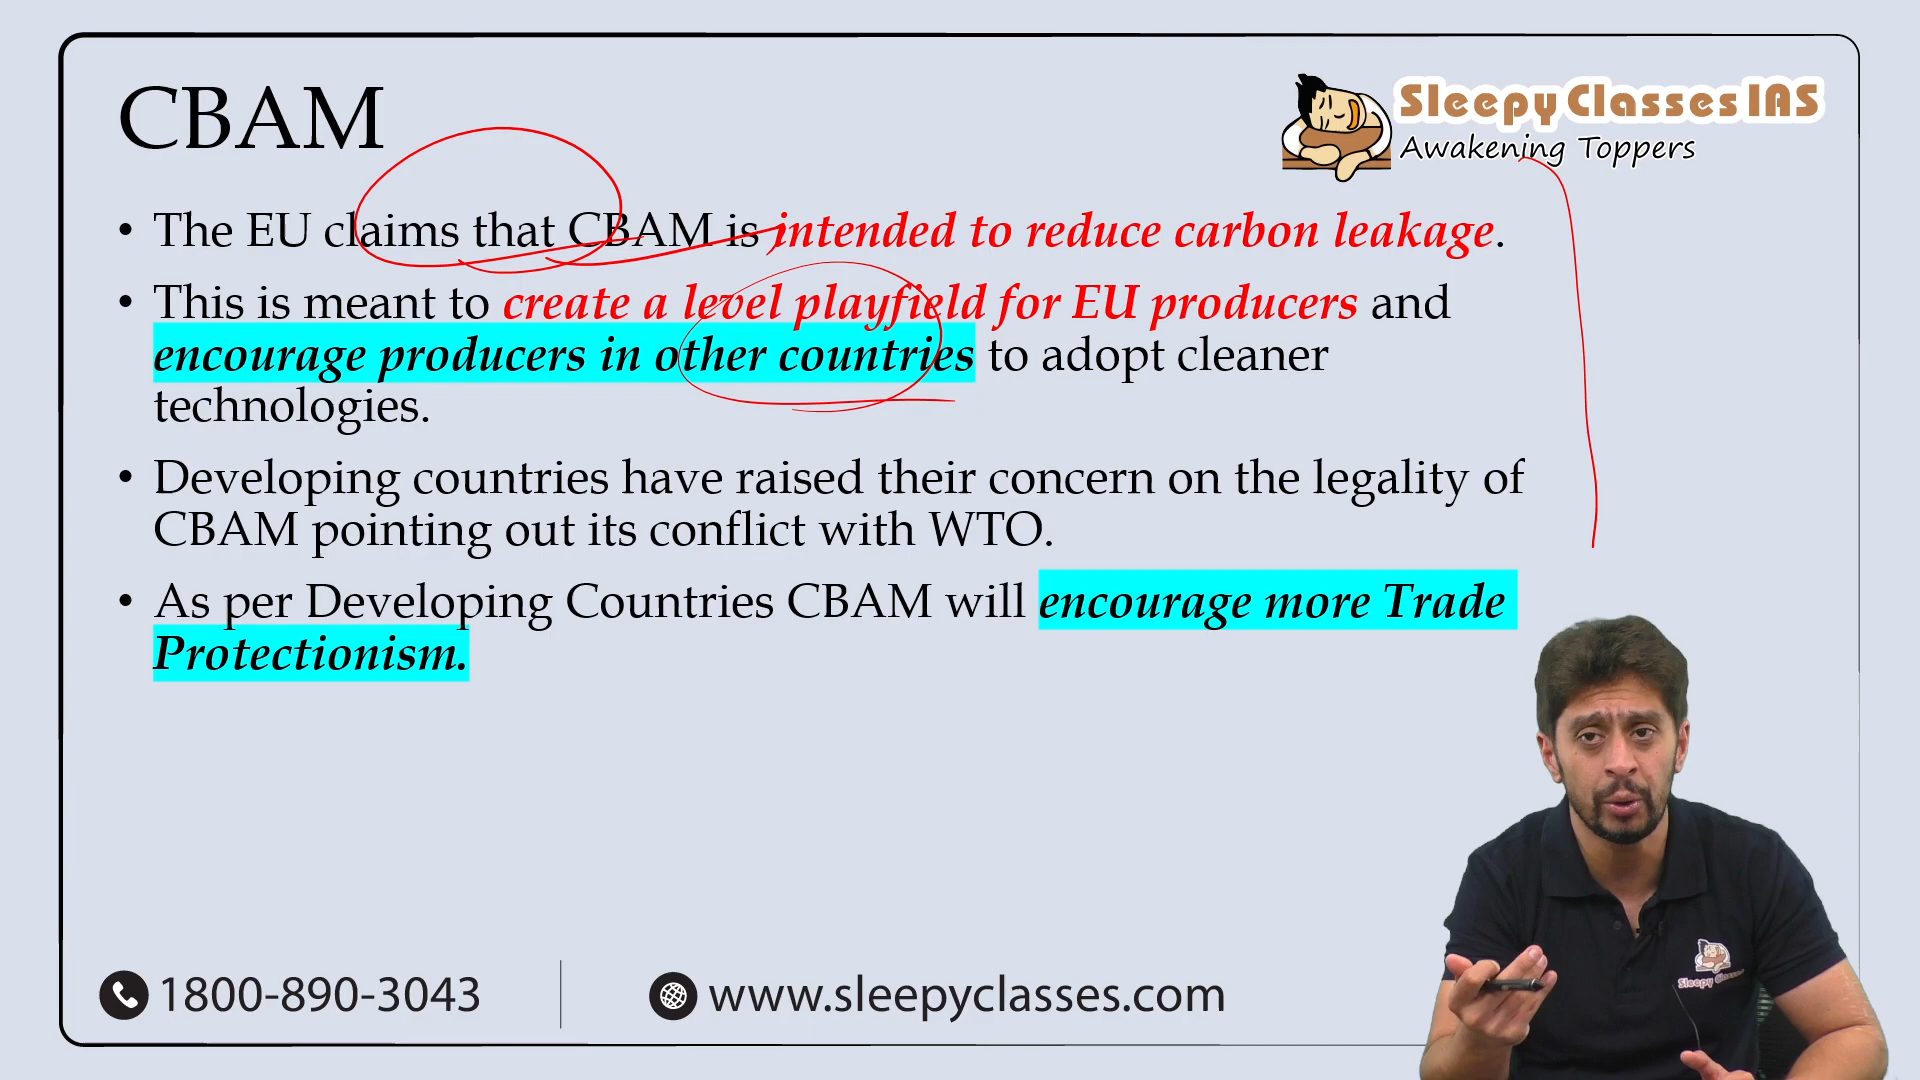 CBAM
Sleepy Classes IAS
Awakening Toppers
• The EU claims that CBAM is intended to reduce carbon leakage.
• This is meant to create a level playfield for EU producers and
encourage producers in other countries to adopt cleaner
technologies.
• Developing countries have raised their concern on the legality of
CBAM pointing out its conflict with WTO.
• As per Developing Countries CBAM will encourage more Trade
Protectionism.
Sleepy Classes
1800-890-3043
www.sleepyclasses.com